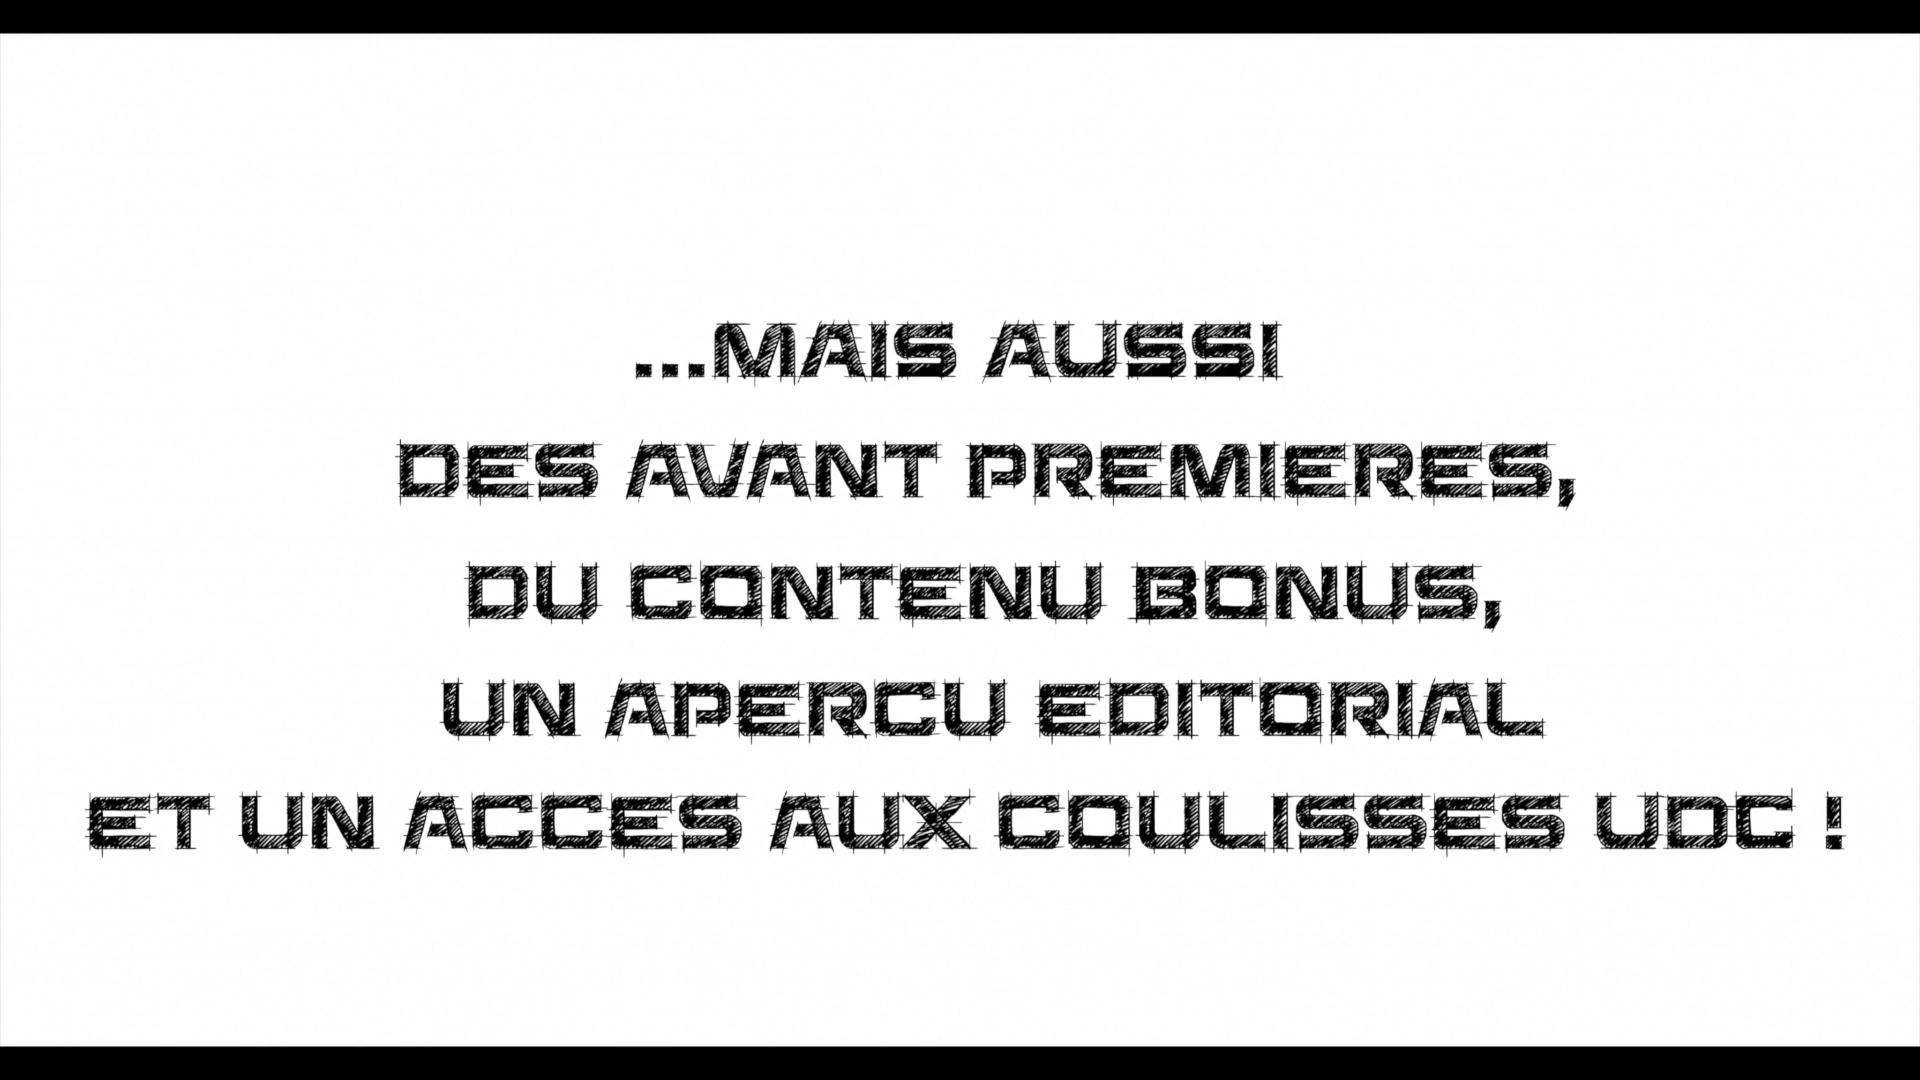 ...MAIS AUSSI
DES AVANT PREMIERES,
DU CONTENU BONUS,
UN APERCU EDITORIAL
ET UN ACCES AUX COULISSES UDC !